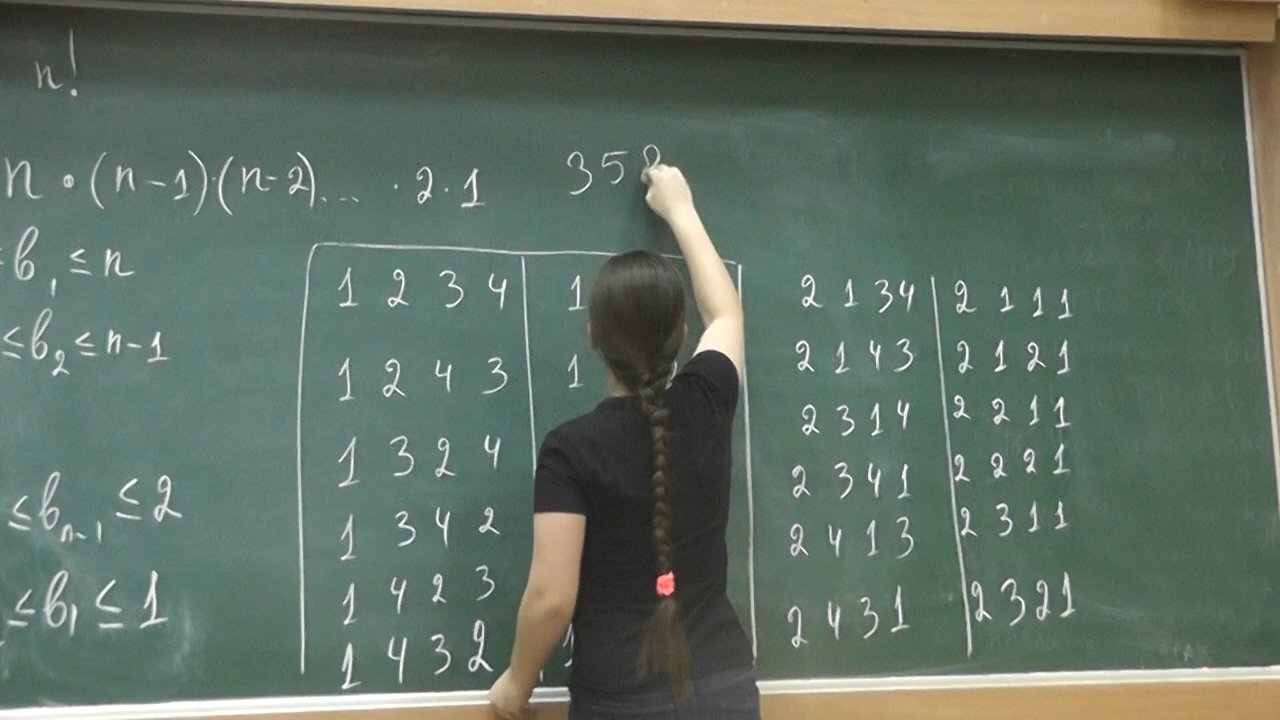 n!
n · (n-1)·(n-2)... · 2 · 1 35
b₁ ≤ n
≤ b₂ ≤ n-1
≤ bₙ₋₁ ≤ 2
≤ b₁ ≤ 1
1 2 3 4 | 1
1 2 4 3 | 1
1 3 2 4
1 3 4 2
1 4 2 3
1 4 3 2
2 1 3 4 | 2 1 1 1
2 1 4 3 | 2 1 2 1
2 3 1 4 | 2 2 1 1
2 3 4 1 | 2 2 2 1
2 4 1 3 | 2 3 1 1
2 4 3 1 | 2 3 2 1